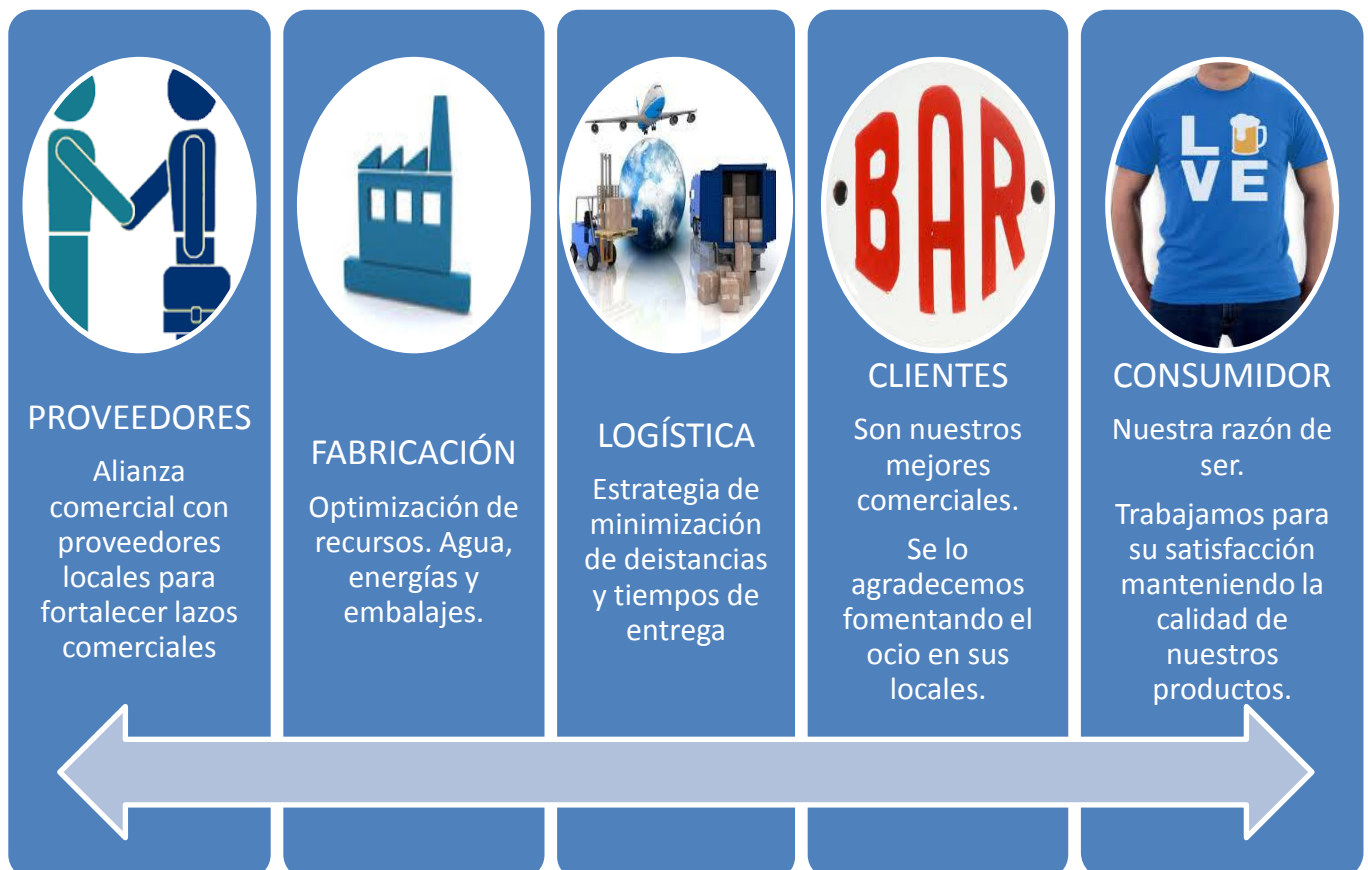 PROVEEDORES
Alianza
comercial con
proveedores
locales para
fortalecer lazos
comerciales
FABRICACIÓN
Optimización de
recursos. Agua,
energías y
embalajes.
LOGÍSTICA
Estrategia de
minimización
de deistancias
y tiempos de
entrega
BAR
CLIENTES
Son nuestros
mejores
comerciales.
Se lo
agradecemos
fomentando el
ocio en sus
locales.
L
VE
CONSUMIDOR
Nuestra razón de
ser.
Trabajamos para
su satisfacción
manteniendo la
calidad de
nuestros
productos.